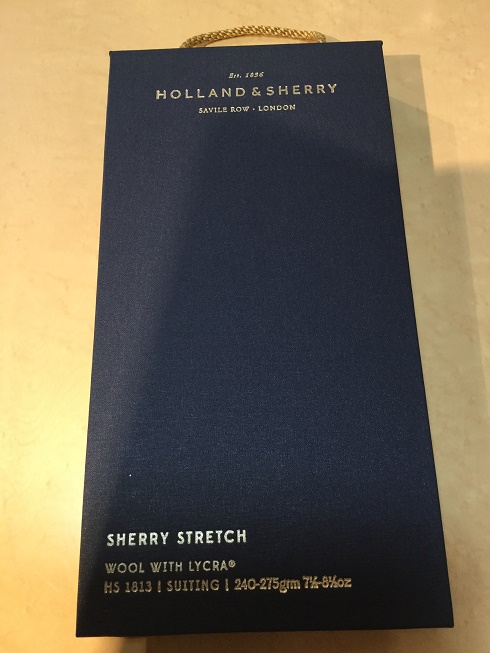 Est. 1836
HOLLAND & SHERRY
SAVILE ROW · LONDON
SHERRY STRETCH
WOOL WITH LYCRA®
HS 1813 | SUITING | 240-275grm 7½-8½oz